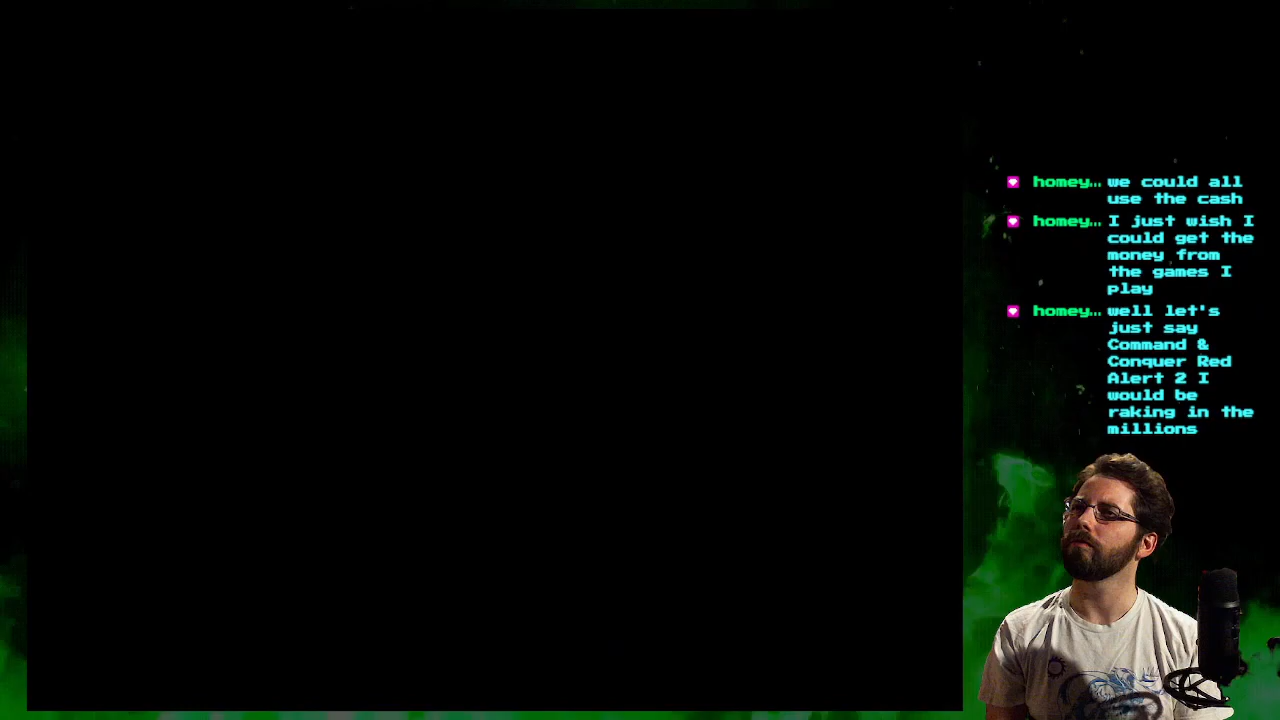 homey... we could all
use the cash
homey... I just wish I
could get the
money from
the games I
play
homey... well let's
just say
Command &
Conquer Red
Alert 2 I
would be
raking in the
millions